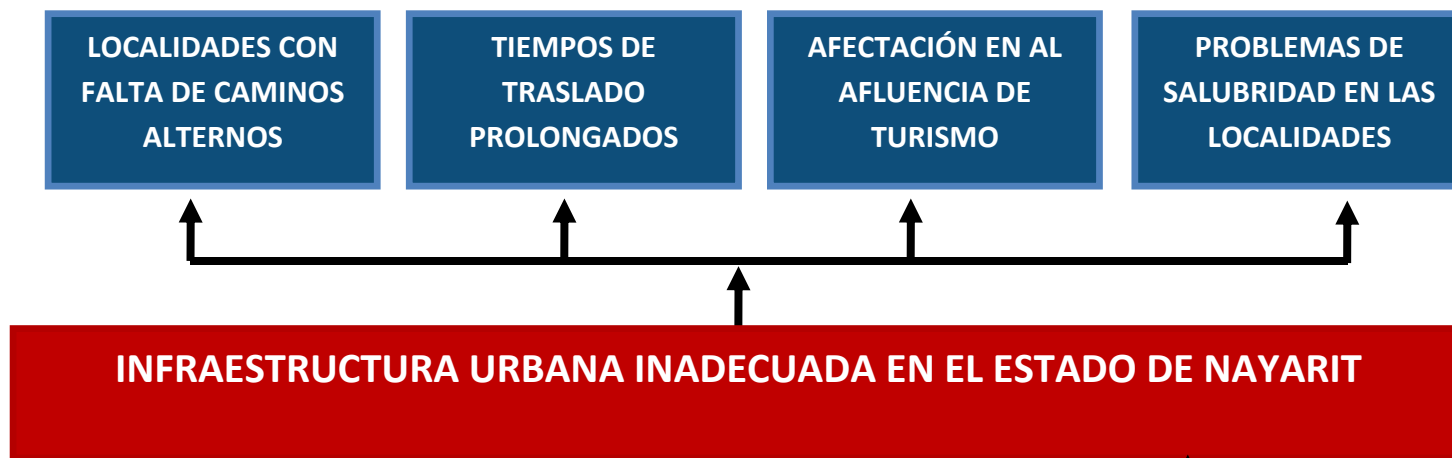 LOCALIDADES CON
FALTA DE CAMINOS
ALTERNOS
TIEMPOS DE
TRASLADO
PROLONGADOS
AFECTACIÓN EN AL
AFLUENCIA DE
TURISMO
PROBLEMAS DE
SALUBRIDAD EN LAS
LOCALIDADES
INFRAESTRUCTURA URBANA INADECUADA EN EL ESTADO DE NAYARIT